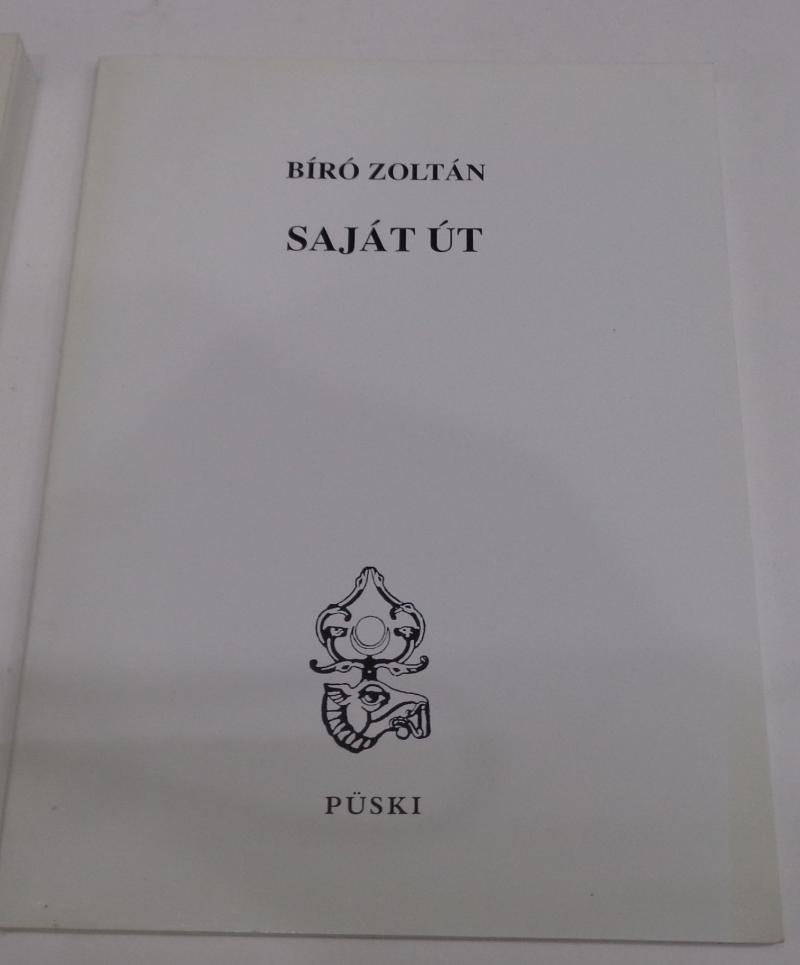 BÍRÓ ZOLTÁN
SAJÁT ÚT
PÜSKI